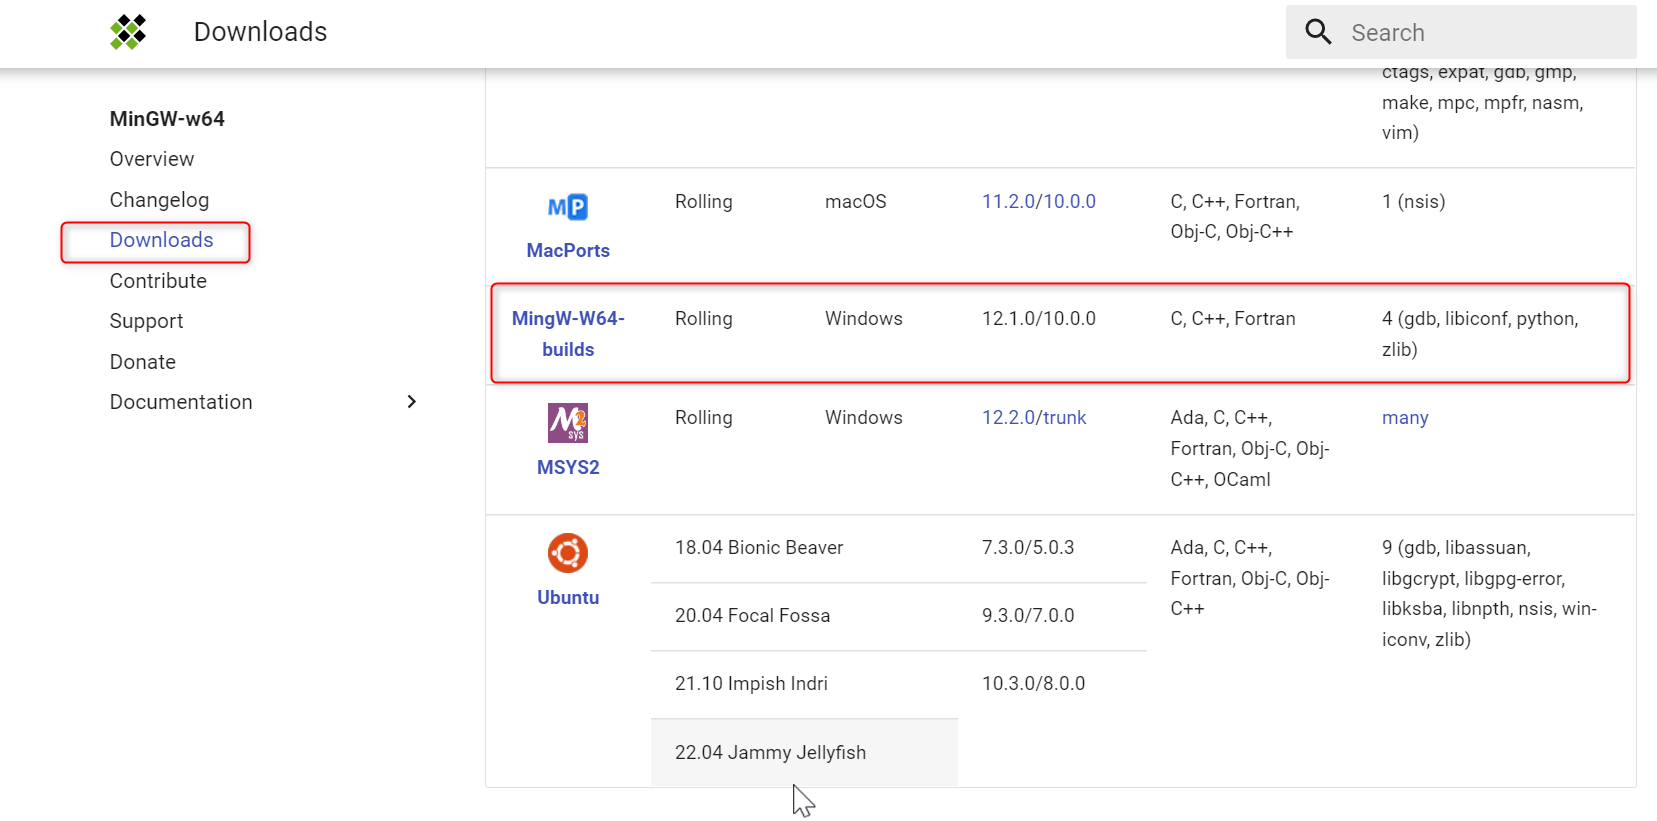 Downloads
Search
MinGW-w64
Overview
Changelog
Downloads
Contribute
Support
Donate
Documentation
ctags, expat, gdb, gmp,
make, mpc, mpfr, nasm,
vim)
MP
MacPorts
Rolling
macOS
11.2.0/10.0.0
C, C++, Fortran,
Obj-C, Obj-C++
1 (nsis)
MingW-W64-
builds
Rolling
Windows
12.1.0/10.0.0
C, C++, Fortran
4 (gdb, libiconf, python,
zlib)
M2
sys
MSYS2
Rolling
Windows
12.2.0/trunk
Ada, C, C++,
Fortran, Obj-C, Obj-
C++, OCaml
many
Ubuntu
18.04 Bionic Beaver
7.3.0/5.0.3
20.04 Focal Fossa
9.3.0/7.0.0
21.10 Impish Indri
10.3.0/8.0.0
22.04 Jammy Jellyfish
Ada, C, C++,
Fortran, Obj-C, Obj-
C++
9 (gdb, libassuan,
libgcrypt, libgpg-error,
libksba, libnpth, nsis, win-
iconv, zlib)